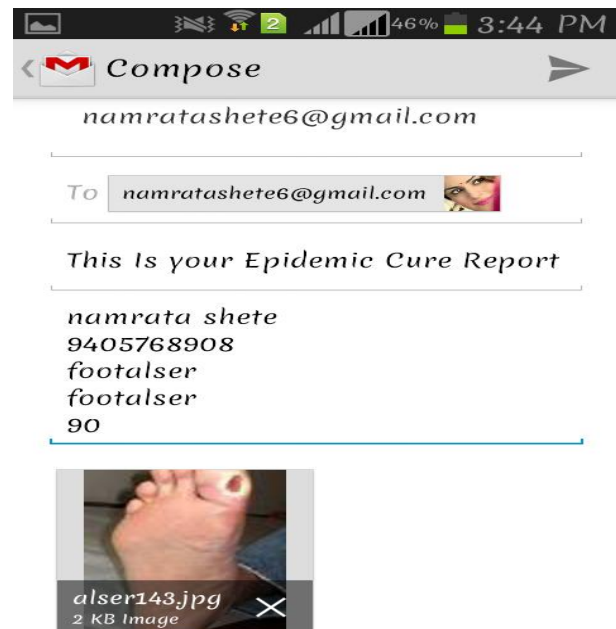 2 46% 3:44 PM
Compose
namratashete6@gmail.com
To namratashete6@gmail.com
This Is your Epidemic Cure Report
namrata shete
9405768908
footalser
footalser
90
alser143.jpg
2 KB Image